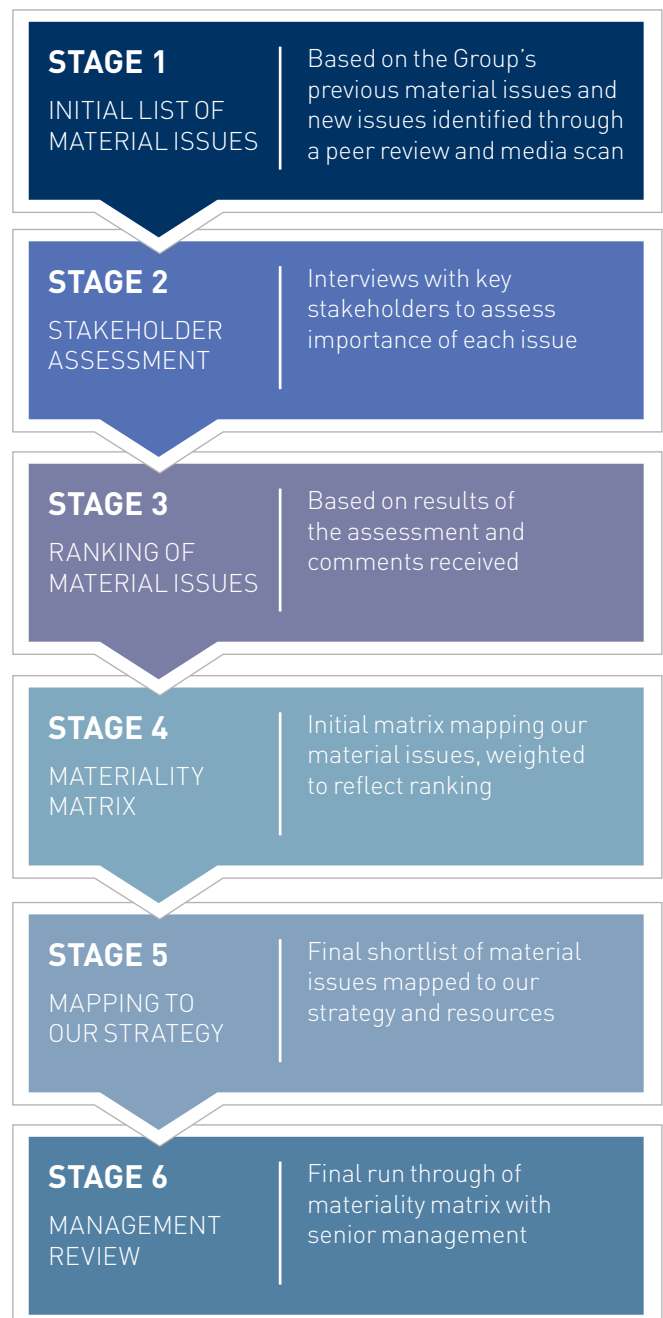 STAGE 1
INITIAL LIST OF
MATERIAL ISSUES
Based on the Group’s
previous material issues and
new issues identified through
a peer review and media scan
STAGE 2
STAKEHOLDER
ASSESSMENT
Interviews with key
stakeholders to assess
importance of each issue
STAGE 3
RANKING OF
MATERIAL ISSUES
Based on results of
the assessment and
comments received
STAGE 4
MATERIALITY
MATRIX
Initial matrix mapping our
material issues, weighted
to reflect ranking
STAGE 5
MAPPING TO
OUR STRATEGY
Final shortlist of material
issues mapped to our
strategy and resources
STAGE 6
MANAGEMENT
REVIEW
Final run through of
materiality matrix with
senior management